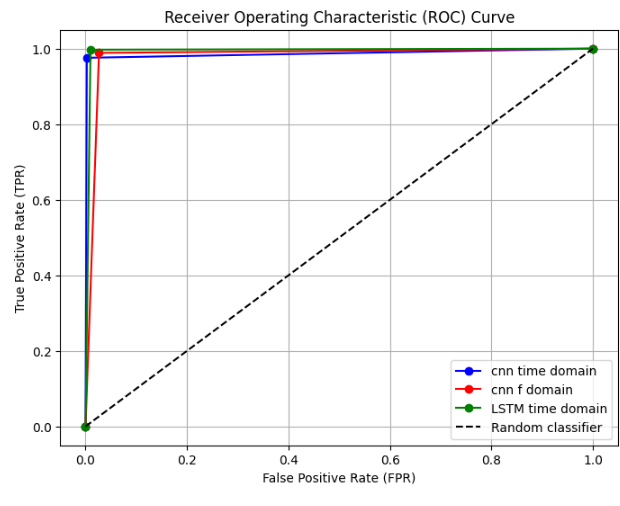 Receiver Operating Characteristic (ROC) Curve
True Positive Rate (TPR)
1.0
0.8
0.6
0.4
0.2
0.0
cnn time domain
cnn f domain
LSTM time domain
Random classifier
0.0 0.2 0.4 0.6 0.8 1.0
False Positive Rate (FPR)